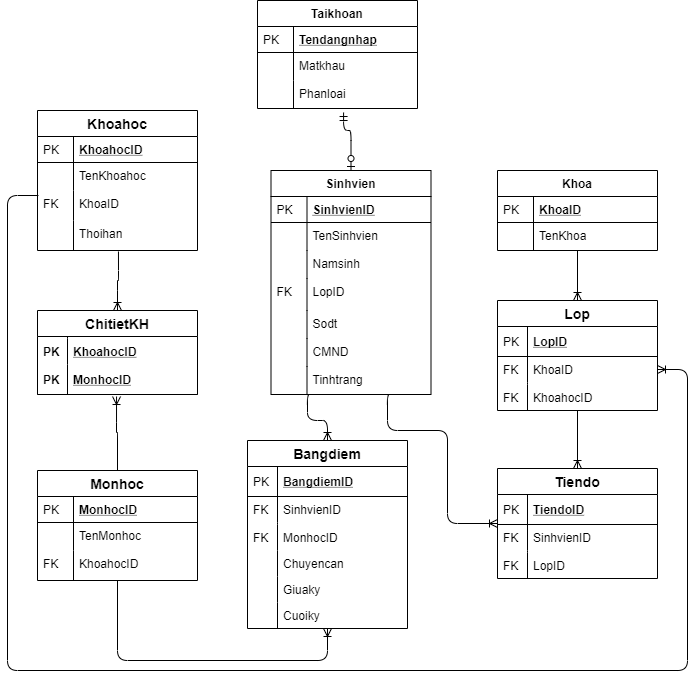 Taikhoan
PK Tendangnhap
Matkhau
Phanloai
Khoahoc
PK KhoahocID
TenKhoahoc
FK KhoaID
Thoihan
Sinhvien
PK SinhvienID
TenSinhvien
Namsinh
FK LopID
Sodt
CMND
Tinhtrang
Khoa
PK KhoaID
TenKhoa
ChitietKH
PK KhoahocID
PK MonhocID
Lop
PK LopID
FK KhoaID
FK KhoahocID
Monhoc
PK MonhocID
TenMonhoc
FK KhoahocID
Bangdiem
PK BangdiemID
FK SinhvienID
FK MonhocID
Chuyencan
Giuaky
Cuoiky
Tiendo
PK TiendoID
FK SinhvienID
FK LopID